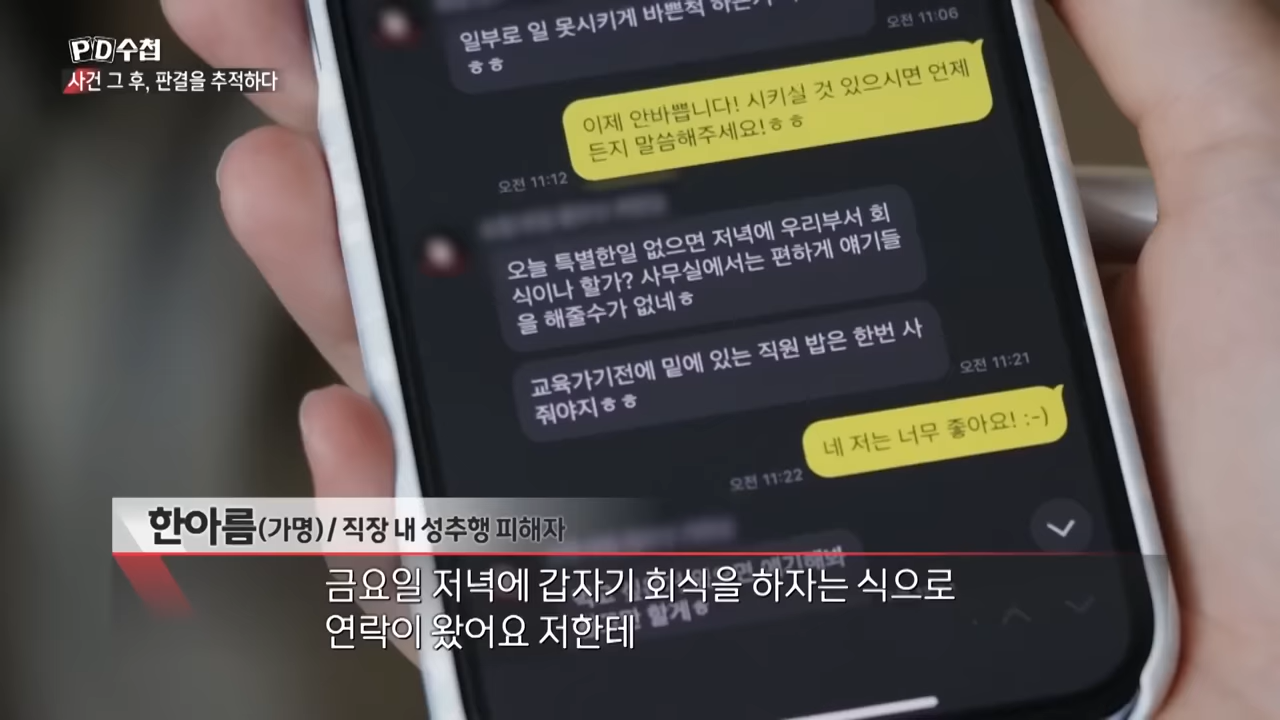 PD수첩
사건 그 후, 판결을 추적하다
일부로 일 못시키게 바쁜척
ㅎㅎ
오전 11:06
이제 안바쁩니다! 시키실 것 있으시면 언제
든지 말씀해주세요!ㅎㅎ
오전 11:12
오늘 특별한일 없으면 저녁에 우리부서 회
식이나 할가? 사무실에서는 편하게 얘기들
을 해줄수가 없네ㅎ
교육가기전에 밑에 있는 직원 밥은 한번 사
줘야지ㅎㅎ
오전 11:21
네 저는 너무 좋아요! :-)
오전 11:22
얘기해봐
할게ㅎ
한아름(가명) / 직장 내 성추행 피해자
금요일 저녁에 갑자기 회식을 하자는 식으로
연락이 왔어요 저한테